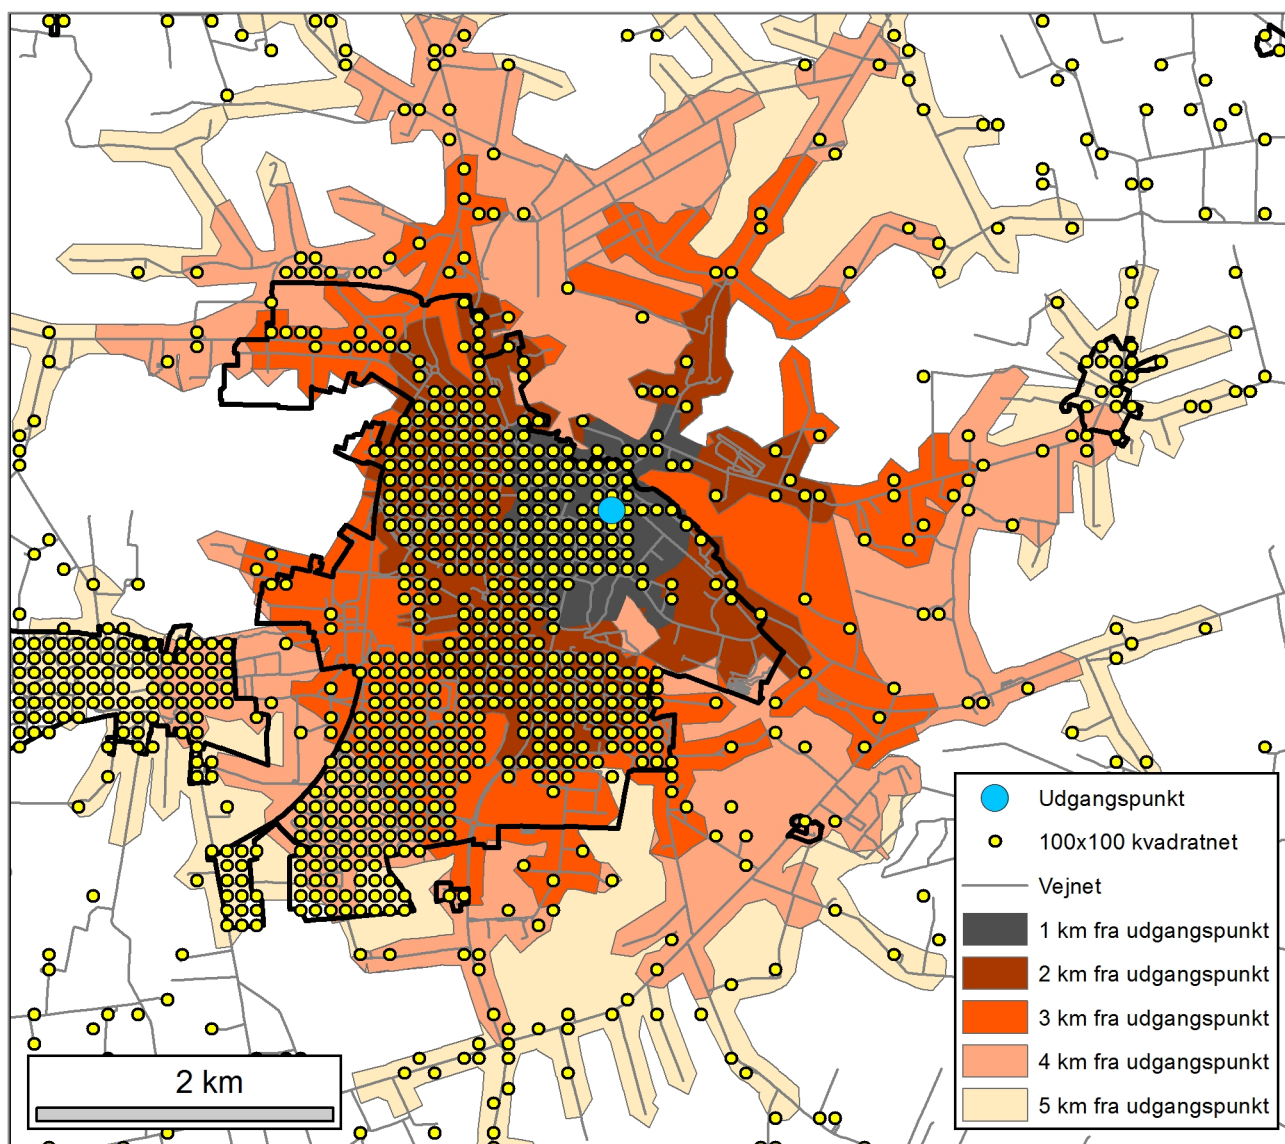 Udgangspunkt
100x100 kvadratnet
Vejnet
1 km fra udgangspunkt
2 km fra udgangspunkt
3 km fra udgangspunkt
4 km fra udgangspunkt
5 km fra udgangspunkt
2 km